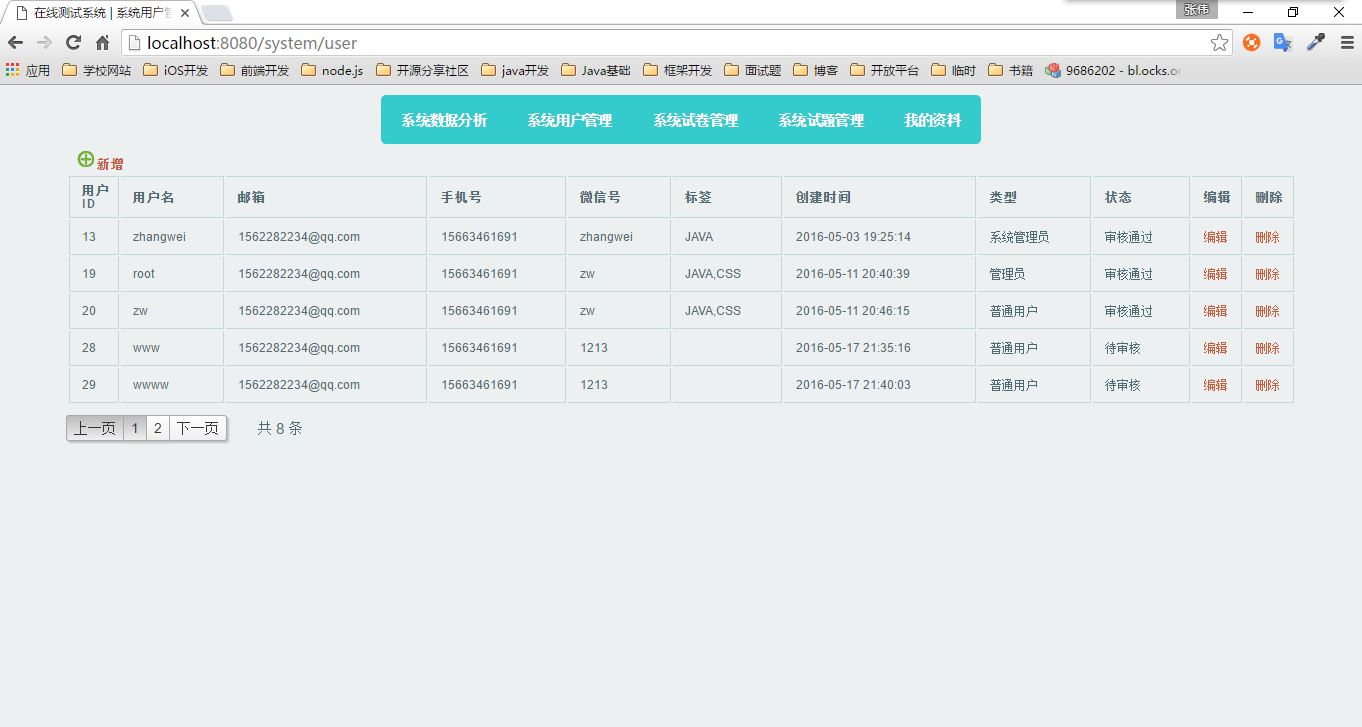 在线测试系统 | 系统用户管
张伟
localhost:8080/system/user
应用 学校网站 iOS开发 前端开发 node.js 开源分享社区 java开发 Java基础 框架开发 面试题 博客 开放平台 临时 书籍 9686202 - bl.ocks.or
系统数据分析 系统用户管理 系统试卷管理 系统试题管理 我的资料
新增
用户ID 用户名 邮箱 手机号 微信号 标签 创建时间 类型 状态 编辑 删除
13 zhangwei 1562282234@qq.com 15663461691 zhangwei JAVA 2016-05-03 19:25:14 系统管理员 审核通过 编辑 删除
19 root 1562282234@qq.com 15663461691 zw JAVA,CSS 2016-05-11 20:40:39 管理员 审核通过 编辑 删除
20 zw 1562282234@qq.com 15663461691 zw JAVA,CSS 2016-05-11 20:46:15 普通用户 审核通过 编辑 删除
28 www 1562282234@qq.com 15663461691 1213 2016-05-17 21:35:16 普通用户 待审核 编辑 删除
29 wwww 1562282234@qq.com 15663461691 1213 2016-05-17 21:40:03 普通用户 待审核 编辑 删除
上一页 1 2 下一页 共 8 条